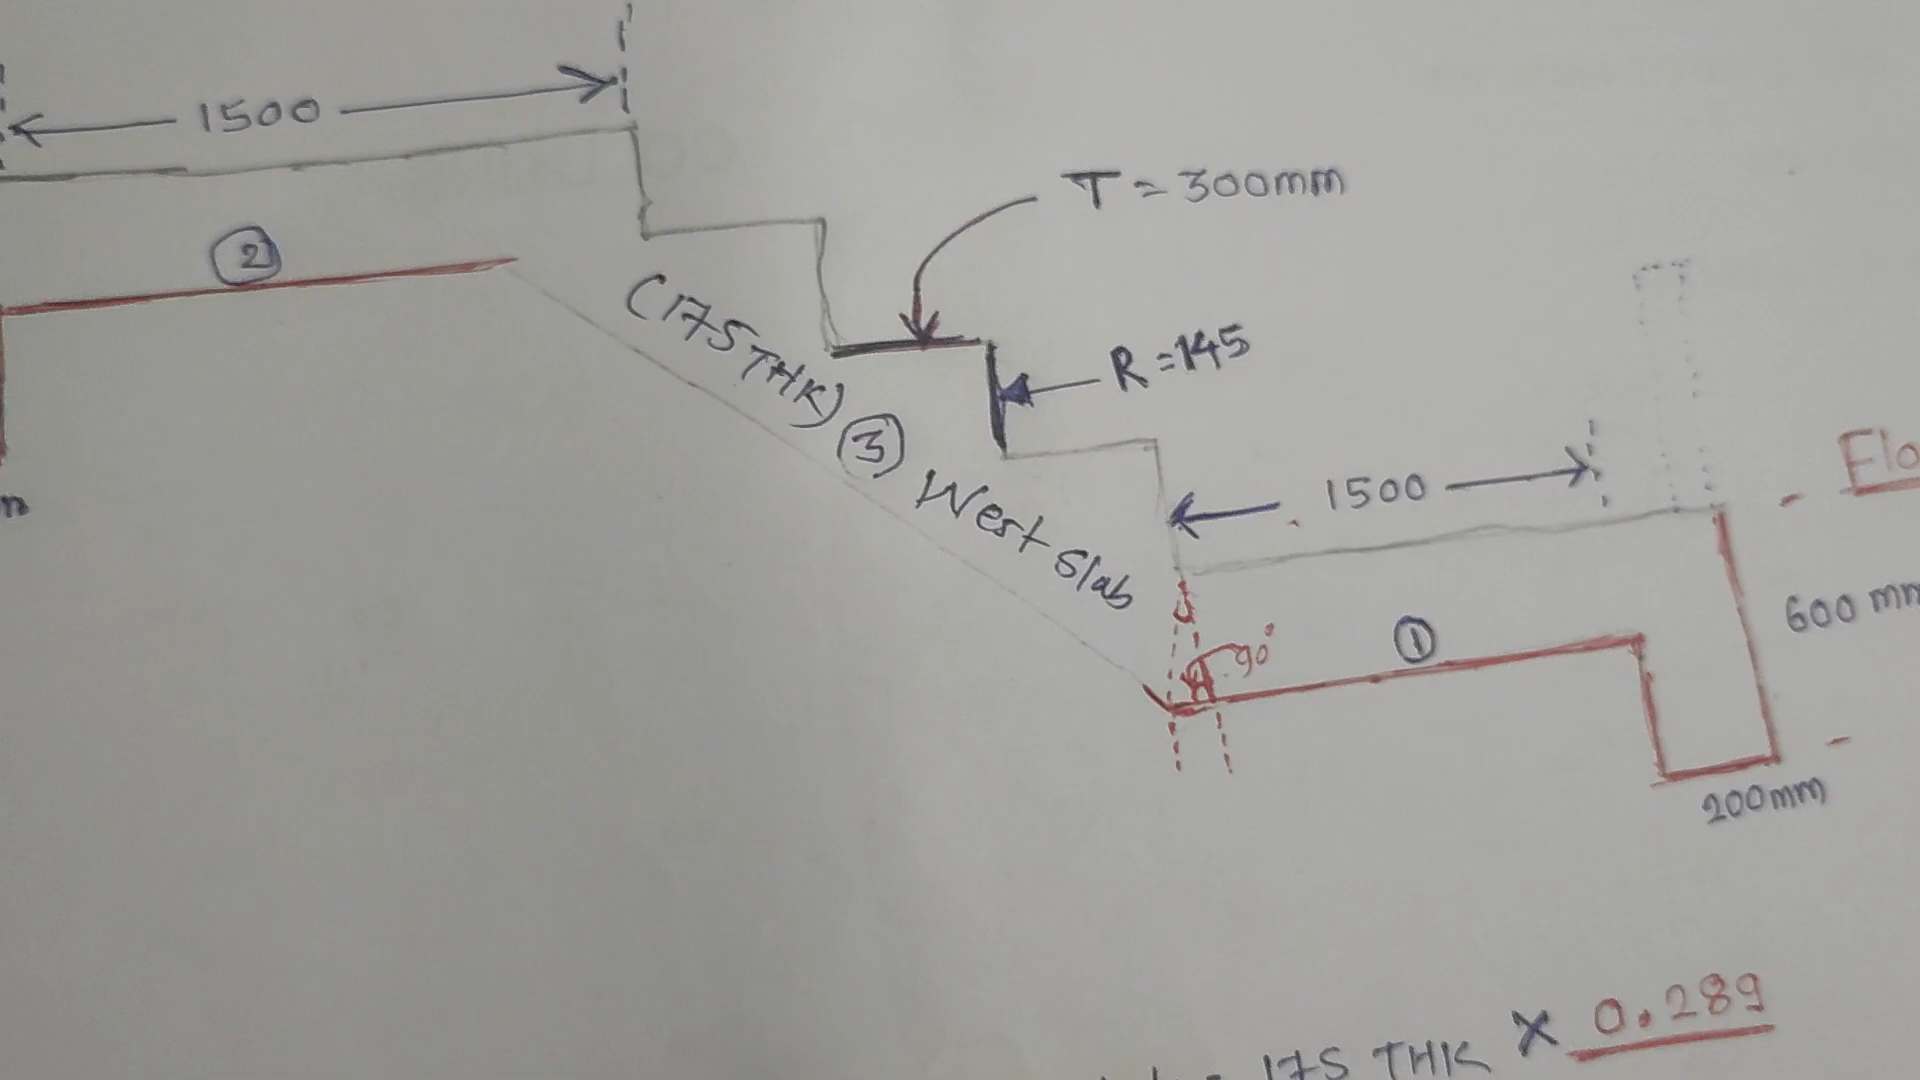 1500
T = 300mm
2
(175 THK) 3 West Slab
R = 145
1500
Flo
600 mm
1
90°
200mm
175 THK × 0.289